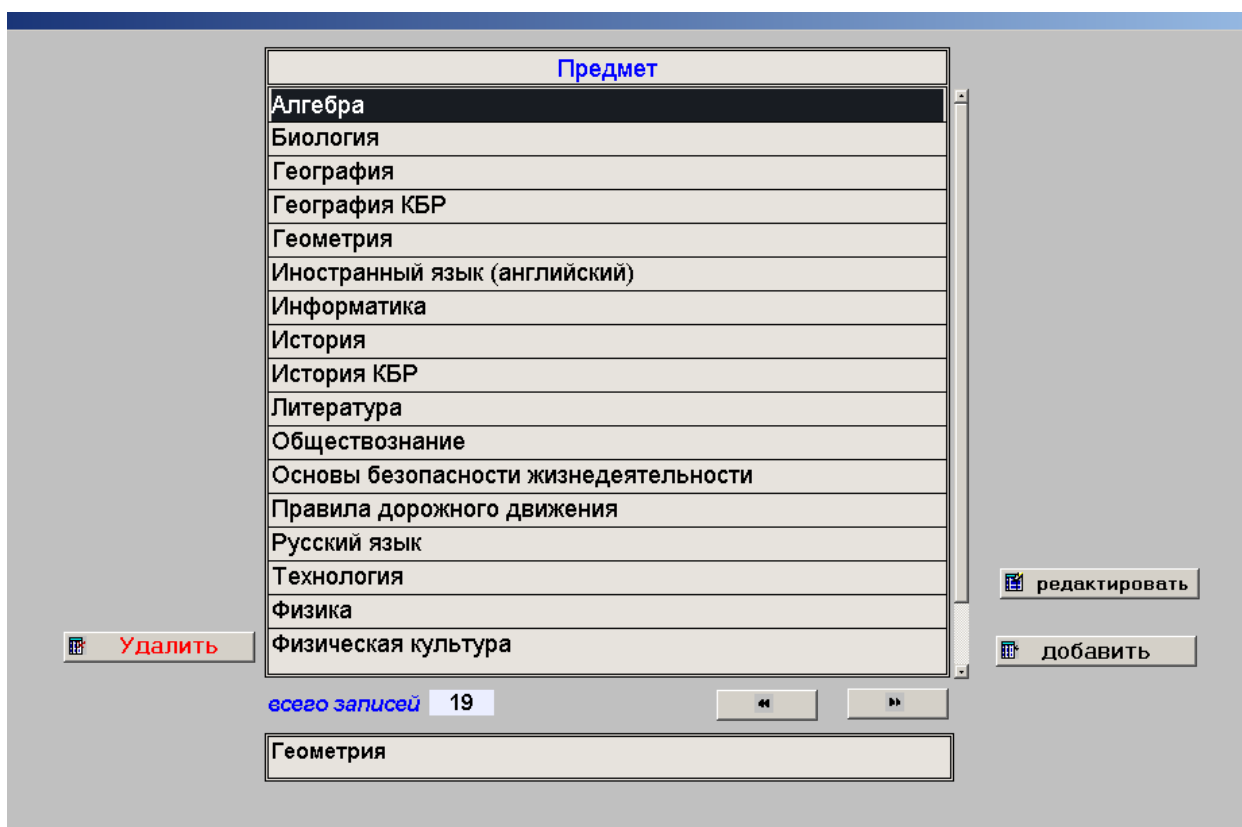 Предмет
Алгебра
Биология
География
География КБР
Геометрия
Иностранный язык (английский)
Информатика
История
История КБР
Литература
Обществознание
Основы безопасности жизнедеятельности
Правила дорожного движения
Русский язык
Технология
Физика
Физическая культура
редактировать
Удалить
добавить
всего записей 19
Геометрия